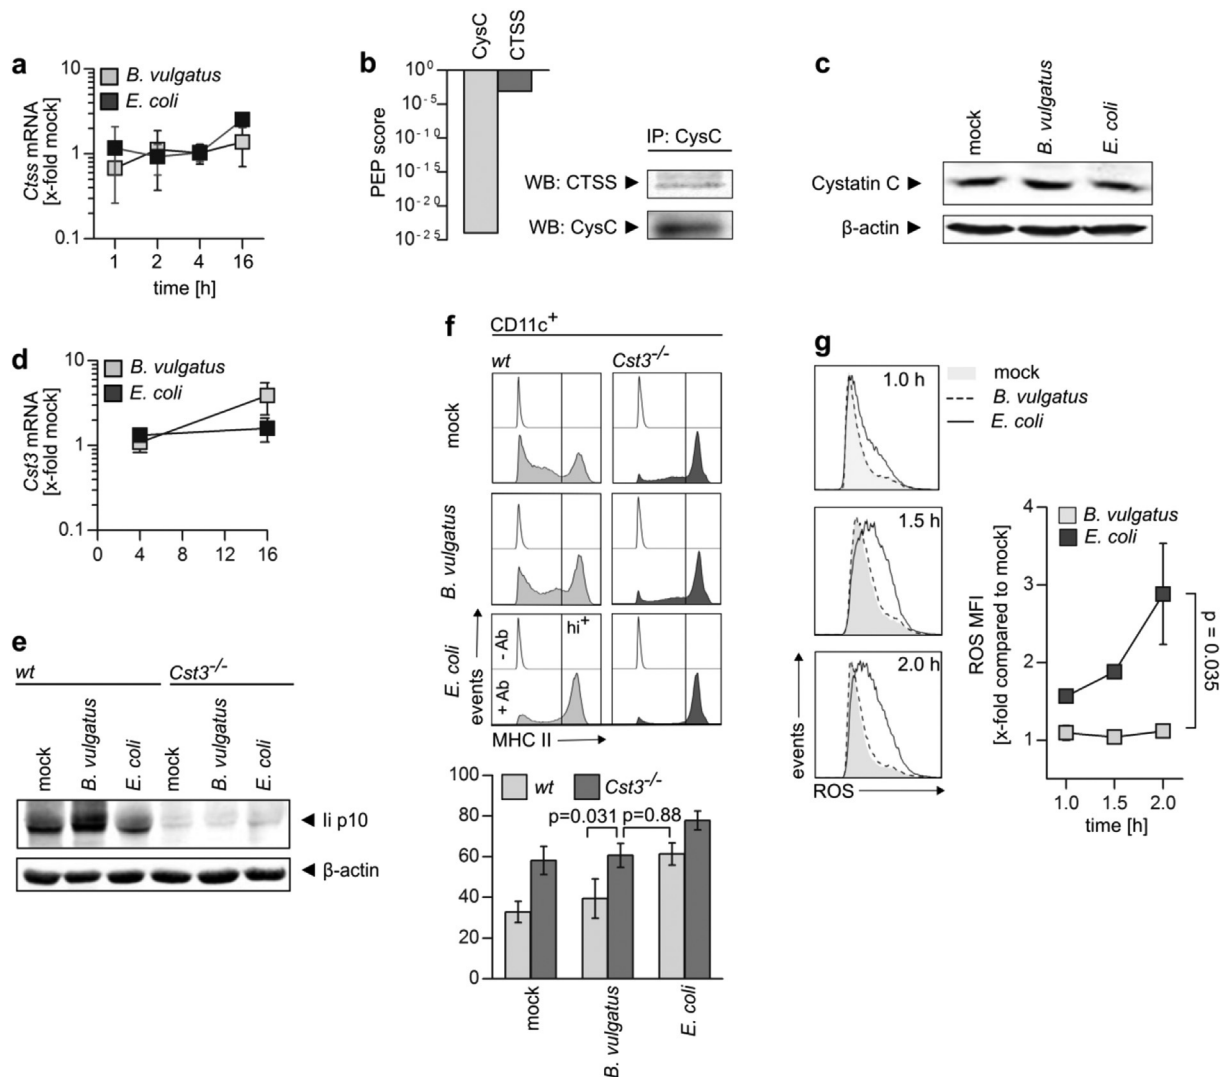 a
B. vulgatus
E. coli
Ctss mRNA
[x-fold mock]
10
1
0.1
1 2 4 16
time [h]
b
CysC
CTSS
PEP score
10⁰
10⁻⁵
10⁻¹⁰
10⁻¹⁵
10⁻²⁰
10⁻²⁵
IP: CysC
WB: CTSS ►
WB: CysC ►
c
mock
B. vulgatus
E. coli
Cystatin C ►
β-actin ►
d
B. vulgatus
E. coli
Cst3 mRNA
[x-fold mock]
10
1
0.1
0 4 8 12 16
time [h]
e
wt Cst3⁻/⁻
mock
B. vulgatus
E. coli
mock
B. vulgatus
E. coli
◄ Ii p10
◄ β-actin
f
CD11c⁺
wt Cst3⁻/⁻
mock
B. vulgatus
E. coli
events
- Ab
+ Ab
hi⁺
MHC II
100
80
60
40
20
0
wt Cst3⁻/⁻
p=0.031 p=0.88
mock
B. vulgatus
E. coli
g
mock
B. vulgatus
E. coli
1.0 h
1.5 h
2.0 h
events
ROS
B. vulgatus
E. coli
ROS MFI
[x-fold compared to mock]
4
3
2
1
p = 0.035
1.0 1.5 2.0
time [h]